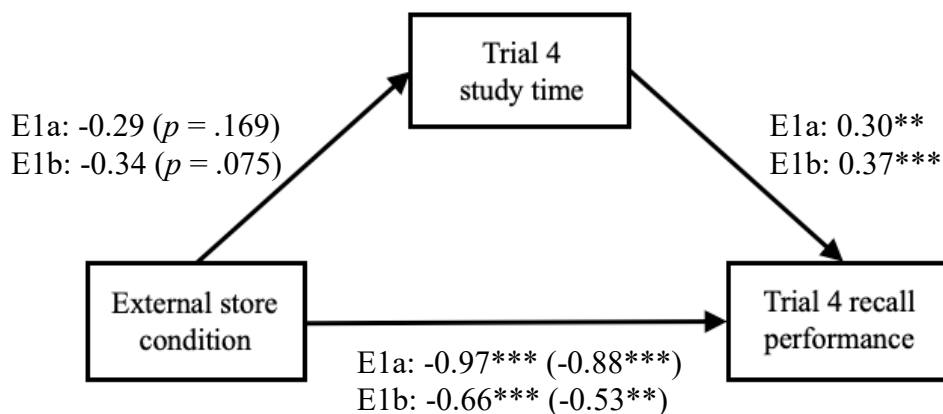 Trial 4
study time
E1a: -0.29 (p = .169)
E1b: -0.34 (p = .075)
E1a: 0.30**
E1b: 0.37***
External store
condition
Trial 4 recall
performance
E1a: -0.97*** (-0.88***)
E1b: -0.66*** (-0.53**)